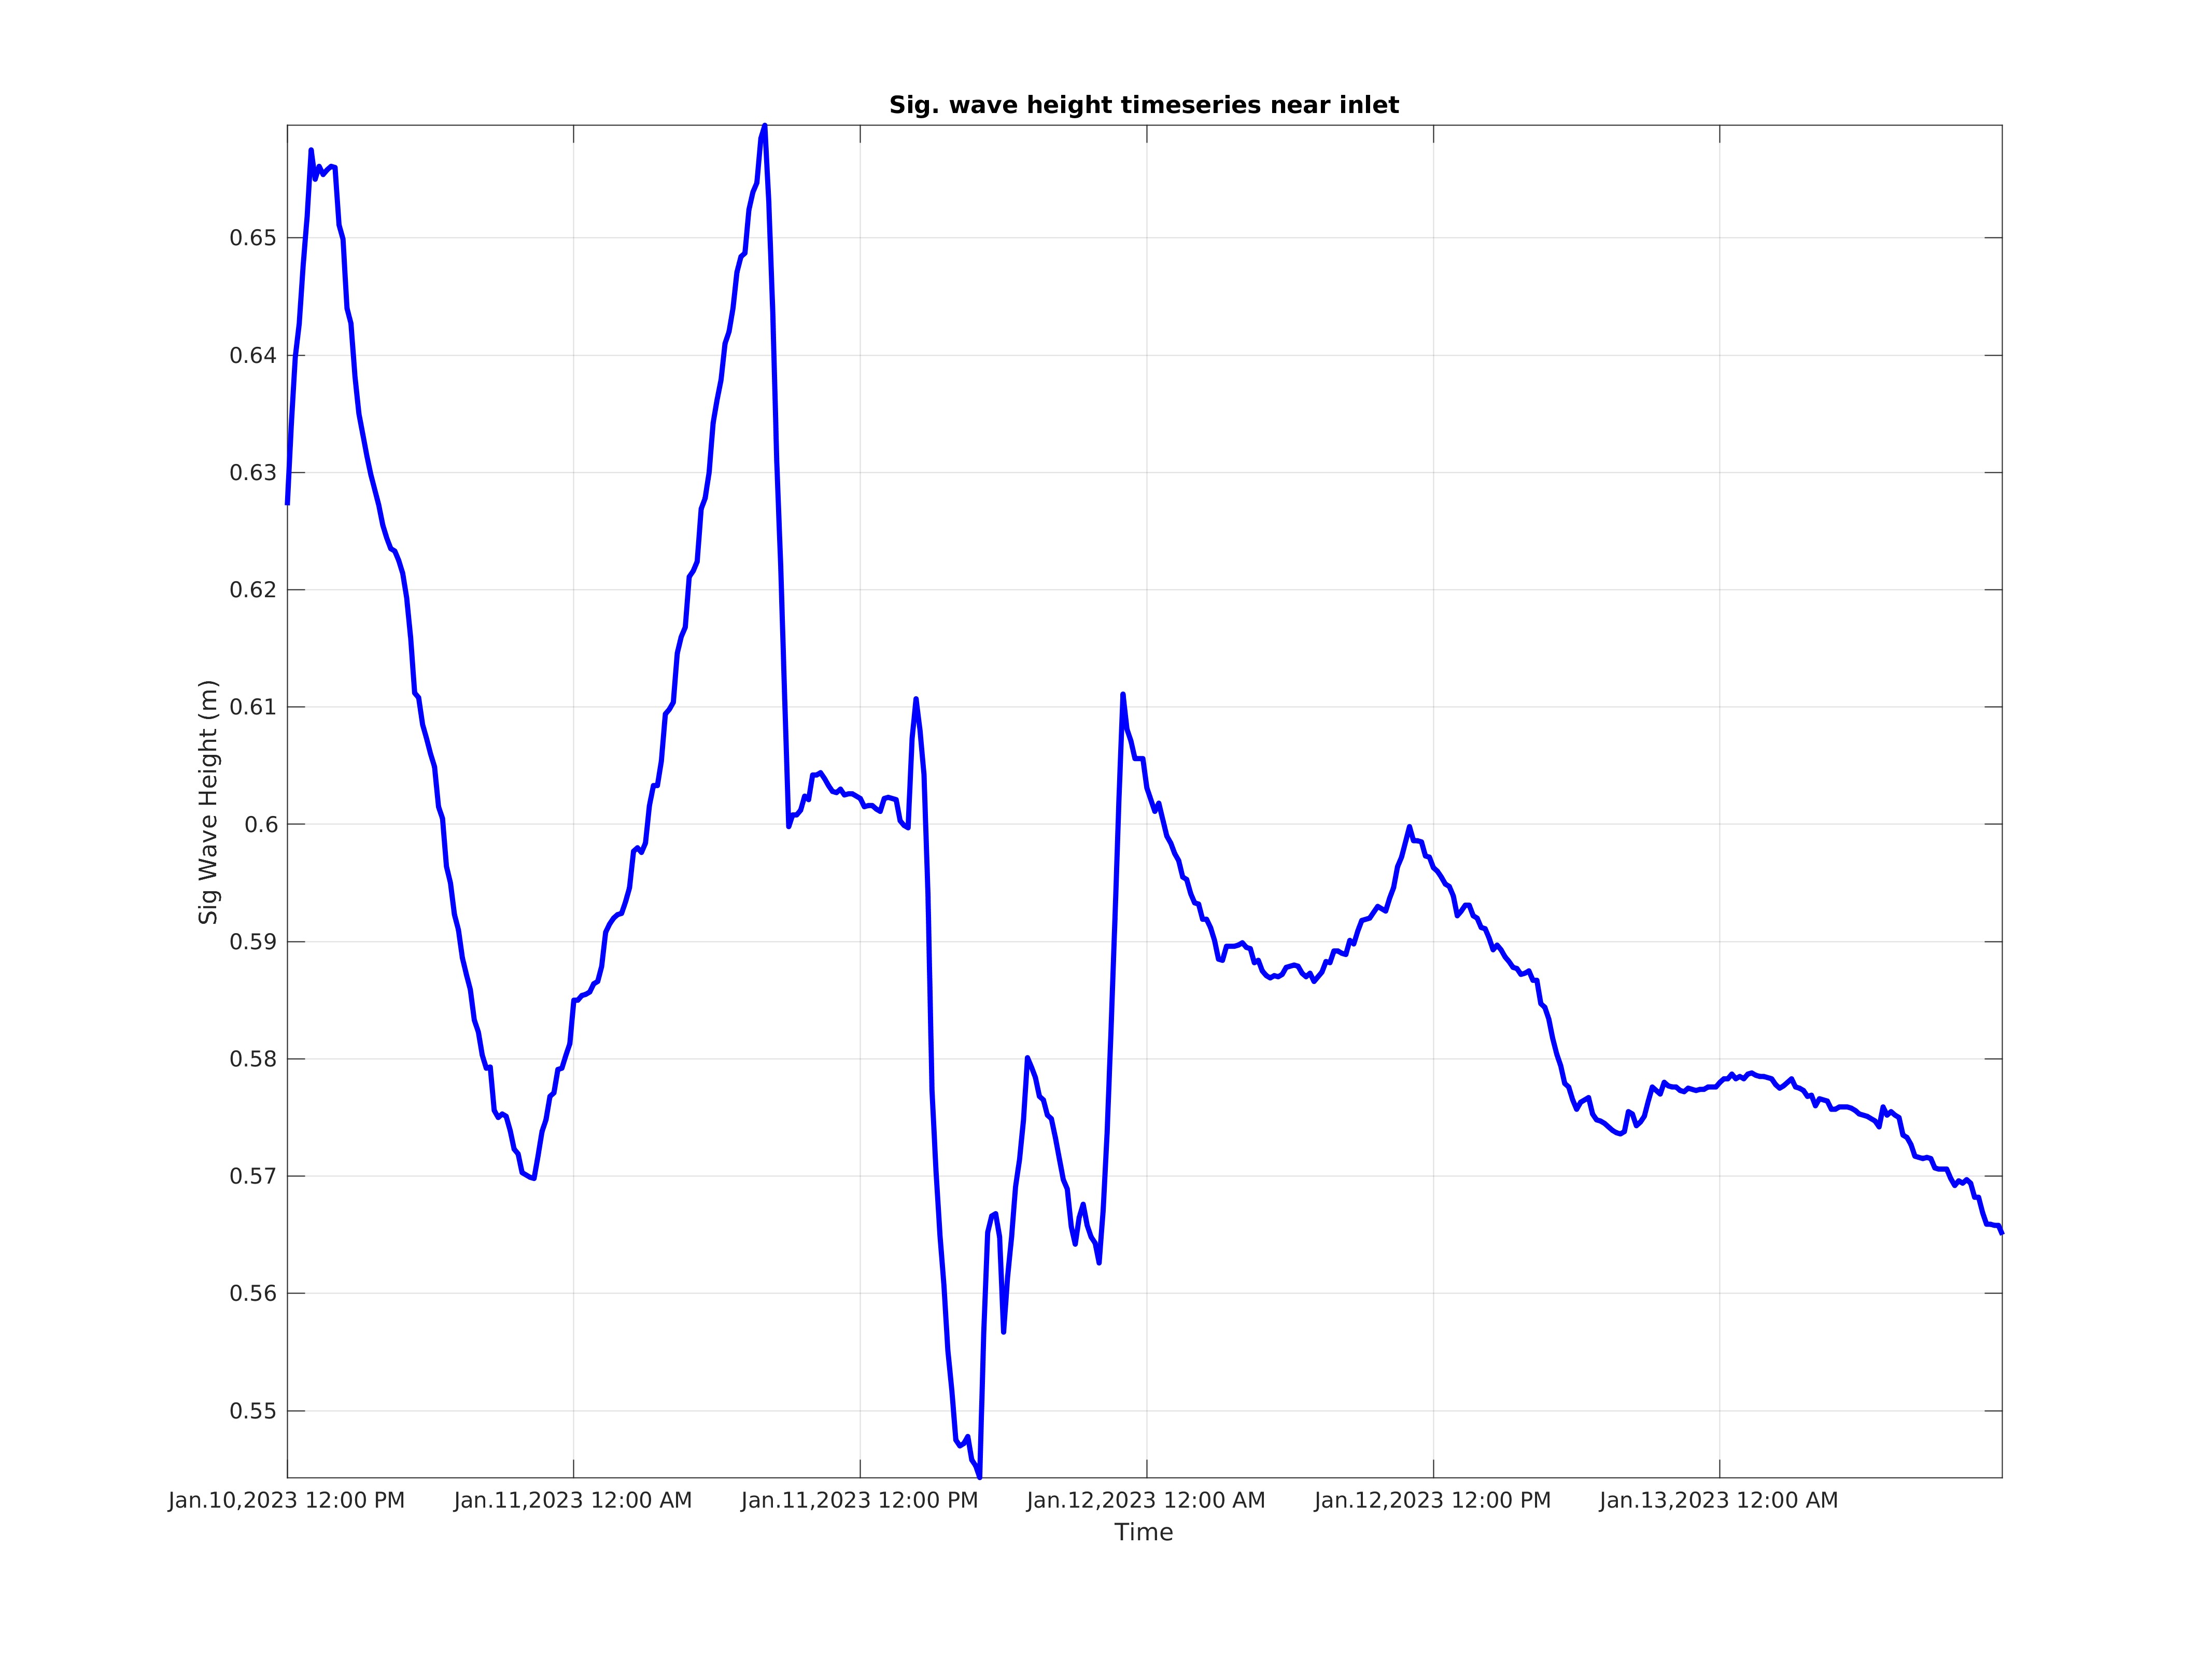 Sig. wave height timeseries near inlet
Sig Wave Height (m)
0.65
0.64
0.63
0.62
0.61
0.6
0.59
0.58
0.57
0.56
0.55
Jan.10,2023 12:00 PM
Jan.11,2023 12:00 AM
Jan.11,2023 12:00 PM
Jan.12,2023 12:00 AM
Jan.12,2023 12:00 PM
Jan.13,2023 12:00 AM
Time